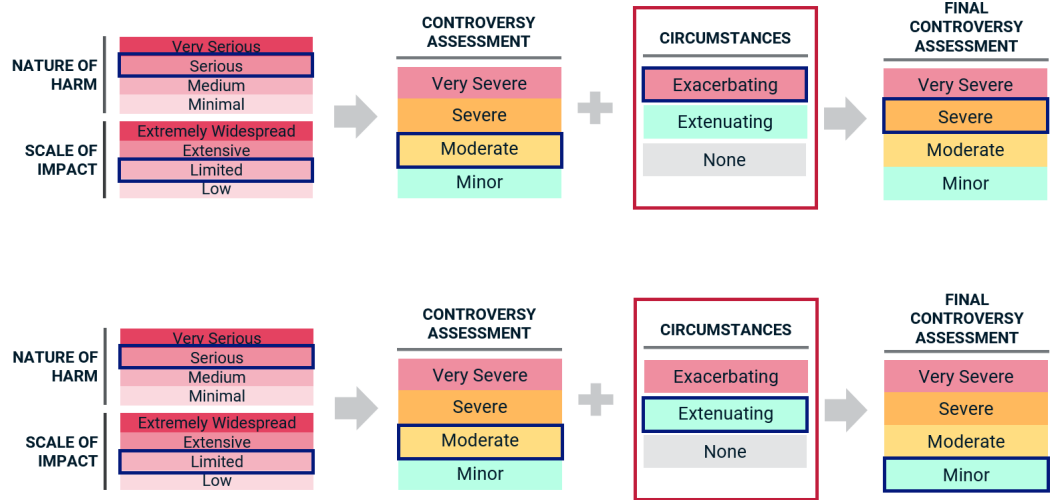 NATURE OF
HARM
Very Serious
Serious
Medium
Minimal
SCALE OF
IMPACT
Extremely Widespread
Extensive
Limited
Low
CONTROVERSY
ASSESSMENT
Very Severe
Severe
Moderate
Minor
CIRCUMSTANCES
Exacerbating
Extenuating
None
FINAL
CONTROVERSY
ASSESSMENT
Very Severe
Severe
Moderate
Minor
NATURE OF
HARM
Very Serious
Serious
Medium
Minimal
SCALE OF
IMPACT
Extremely Widespread
Extensive
Limited
Low
CONTROVERSY
ASSESSMENT
Very Severe
Severe
Moderate
Minor
CIRCUMSTANCES
Exacerbating
Extenuating
None
FINAL
CONTROVERSY
ASSESSMENT
Very Severe
Severe
Moderate
Minor